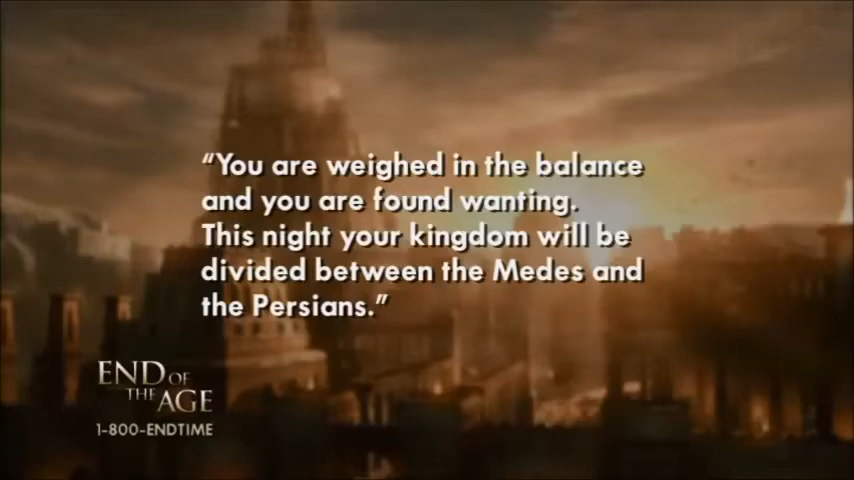 “You are weighed in the balance
and you are found wanting.
This night your kingdom will be
divided between the Medes and
the Persians.”
END OF
THE AGE
1-800-ENDTIME